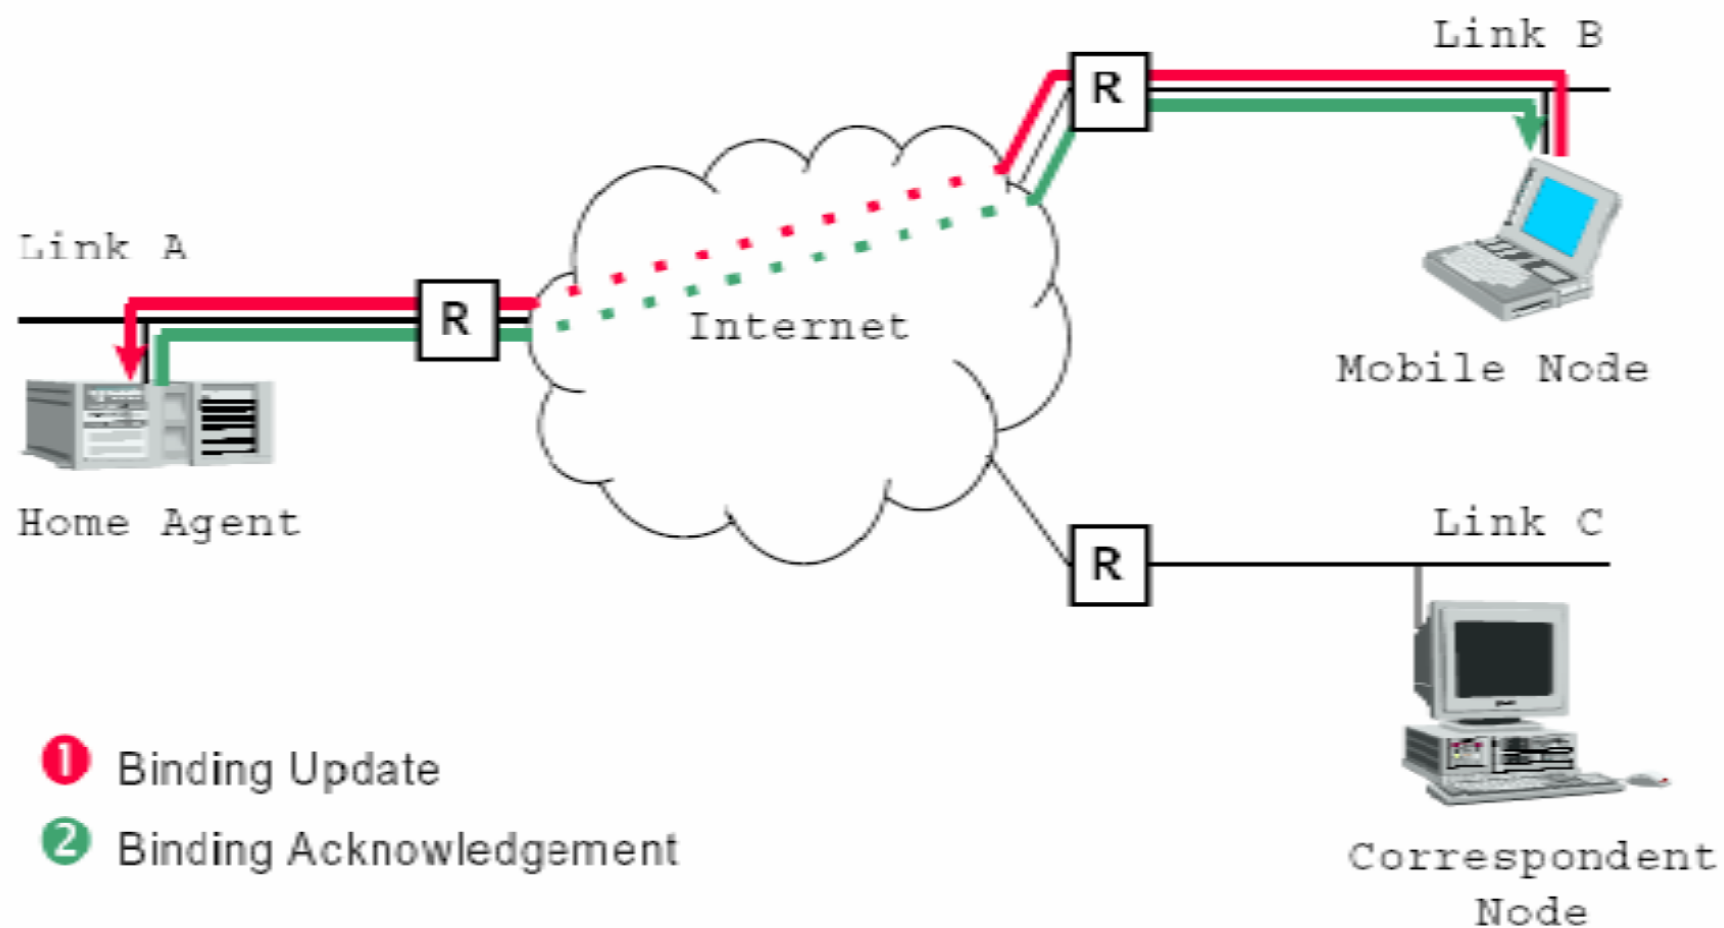 Link B
R
Link A
R
Internet
Mobile Node
Home Agent
Link C
R
1 Binding Update
2 Binding Acknowledgement
Correspondent
Node